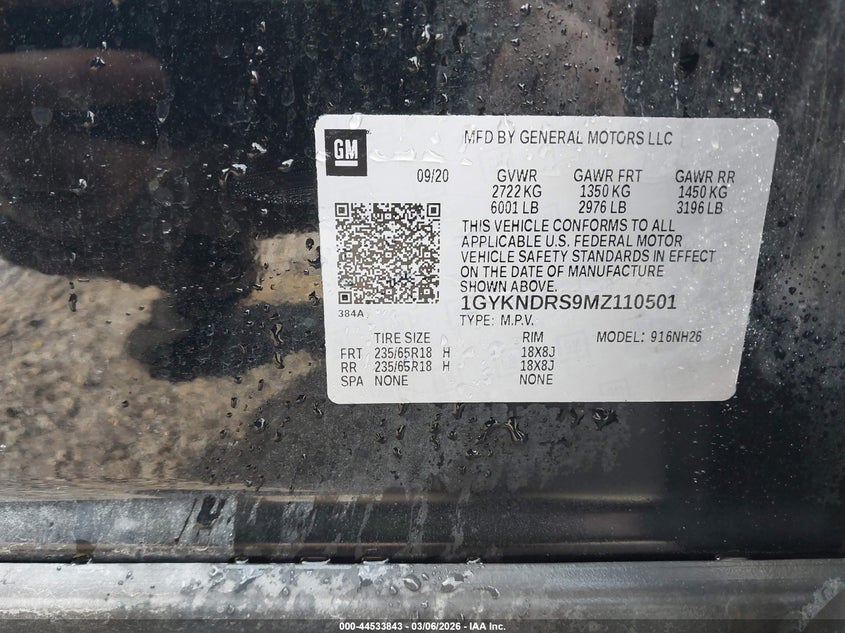 GM
MFD BY GENERAL MOTORS LLC
09/20 GVWR GAWR FRT GAWR RR
2722 KG 1350 KG 1450 KG
6001 LB 2976 LB 3196 LB
THIS VEHICLE CONFORMS TO ALL
APPLICABLE U.S. FEDERAL MOTOR
VEHICLE SAFETY STANDARDS IN EFFECT
ON THE DATE OF MANUFACTURE
SHOWN ABOVE.
1GYKNDRS9MZ110501
384A
TYPE: M.P.V.
TIRE SIZE RIM MODEL: 916NH26
FRT 235/65R18 H 18X8J
RR 235/65R18 H 18X8J
SPA NONE NONE
000-44533843 - 03/06/2026 - IAA Inc.